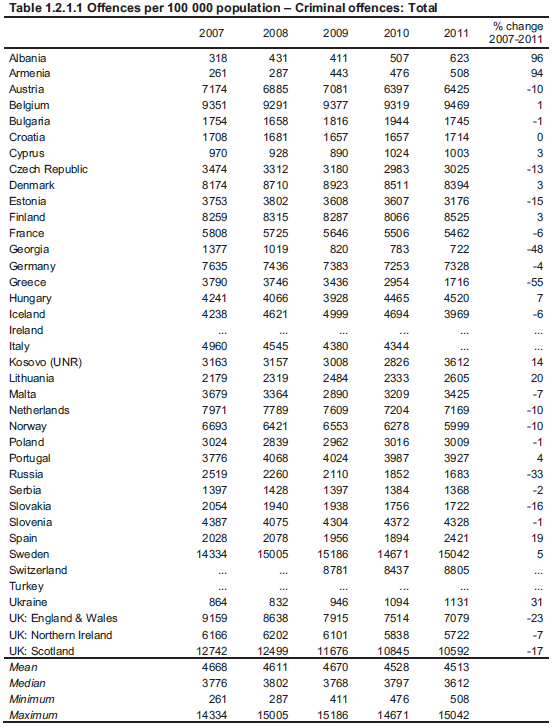 Table 1.2.1.1 Offences per 100 000 population – Criminal offences: Total
2007 2008 2009 2010 2011 % change 2007-2011
Albania 318 431 411 507 623 96
Armenia 261 287 443 476 508 94
Austria 7174 6885 7081 6397 6425 -10
Belgium 9351 9291 9377 9319 9469 1
Bulgaria 1754 1658 1816 1944 1745 -1
Croatia 1708 1681 1657 1657 1714 0
Cyprus 970 928 890 1024 1003 3
Czech Republic 3474 3312 3180 2983 3025 -13
Denmark 8174 8710 8923 8511 8394 3
Estonia 3753 3802 3608 3607 3176 -15
Finland 8259 8315 8287 8066 8525 3
France 5808 5725 5646 5506 5462 -6
Georgia 1377 1019 820 783 722 -48
Germany 7635 7436 7383 7253 7328 -4
Greece 3790 3746 3436 2954 1716 -55
Hungary 4241 4066 3928 4465 4520 7
Iceland 4238 4621 4999 4694 3969 -6
Ireland ... ... ... ... ... ...
Italy 4960 4545 4380 4344 ... ...
Kosovo (UNR) 3163 3157 3008 2826 3612 14
Lithuania 2179 2319 2484 2333 2605 20
Malta 3679 3364 2890 3209 3425 -7
Netherlands 7971 7789 7609 7204 7169 -10
Norway 6693 6421 6553 6278 5999 -10
Poland 3024 2839 2962 3016 3009 -1
Portugal 3776 4068 4024 3987 3927 4
Russia 2519 2260 2110 1852 1683 -33
Serbia 1397 1428 1397 1384 1368 -2
Slovakia 2054 1940 1938 1756 1722 -16
Slovenia 4387 4075 4304 4372 4328 -1
Spain 2028 2078 1956 1894 2421 19
Sweden 14334 15005 15186 14671 15042 5
Switzerland ... ... 8781 8437 8805 ...
Turkey ... ... ... ... ... ...
Ukraine 864 832 946 1094 1131 31
UK: England & Wales 9159 8638 7915 7514 7079 -23
UK: Northern Ireland 6166 6202 6101 5838 5722 -7
UK: Scotland 12742 12499 11676 10845 10592 -17
Mean 4668 4611 4670 4528 4513
Median 3776 3802 3768 3797 3612
Minimum 261 287 411 476 508
Maximum 14334 15005 15186 14671 15042